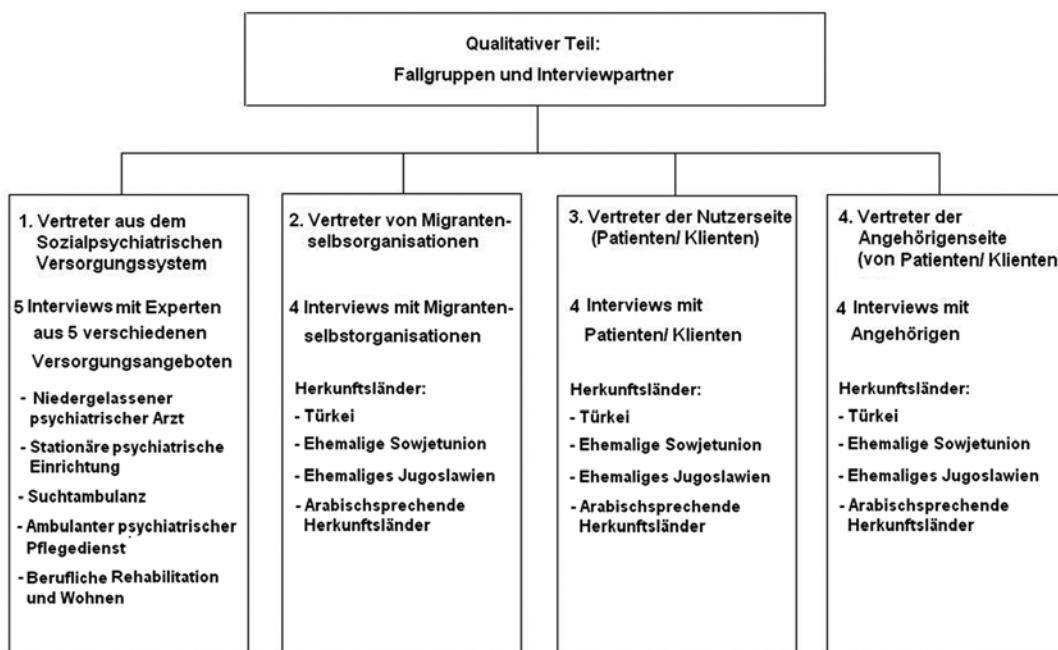 Qualitativer Teil:
Fallgruppen und Interviewpartner
1. Vertreter aus dem
Sozialpsychiatrischen
Versorgungssystem
5 Interviews mit Experten
aus 5 verschiedenen
Versorgungsangeboten
- Niedergelassener
psychiatrischer Arzt
- Stationäre psychiatrische
Einrichtung
- Suchtambulanz
- Ambulanter psychiatrischer
Pflegedienst
- Berufliche Rehabilitation
und Wohnen
2. Vertreter von Migranten-
selbsorganisationen
4 Interviews mit Migranten-
selbstorganisationen
Herkunftsländer:
- Türkei
- Ehemalige Sowjetunion
- Ehemaliges Jugoslawien
- Arabischsprechende
Herkunftsländer
3. Vertreter der Nutzerseite
(Patienten/ Klienten)
4 Interviews mit
Patienten/ Klienten
Herkunftsländer:
- Türkei
- Ehemalige Sowjetunion
- Ehemaliges Jugoslawien
- Arabischsprechende
Herkunftsländer
4. Vertreter der
Angehörigenseite
(von Patienten/ Klienten)
4 Interviews mit
Angehörigen
Herkunftsländer:
- Türkei
- Ehemalige Sowjetunion
- Ehemaliges Jugoslawien
- Arabischsprechende
Herkunftsländer